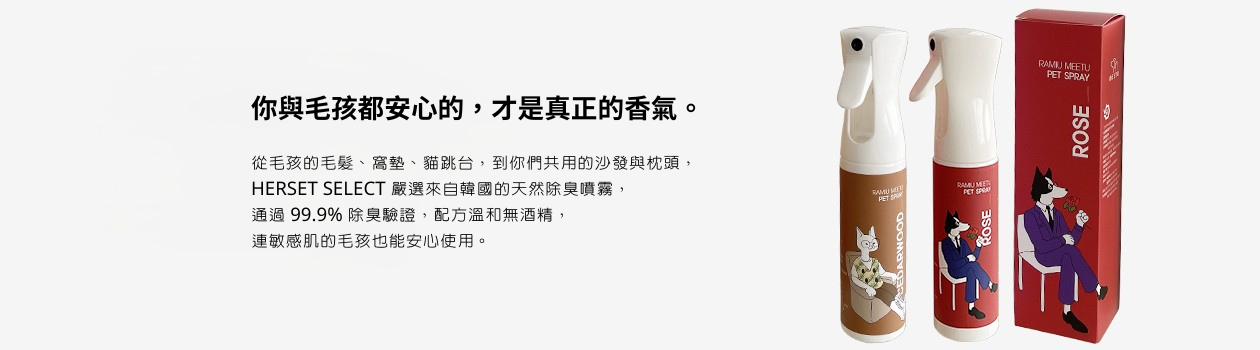 你與毛孩都安心的，才是真正的香氣。
從毛孩的毛髮、窩墊、貓跳台，到你們共用的沙發與枕頭，
HERSET SELECT 嚴選來自韓國的天然除臭噴霧，
通過 99.9% 除臭驗證，配方溫和無酒精，
連敏感肌的毛孩也能安心使用。
RAMIU MEETU
PET SPRAY
CEDARWOOD
RAMIU MEETU
PET SPRAY
ROSE
RAMIU MEETU
PET SPRAY
ROSE